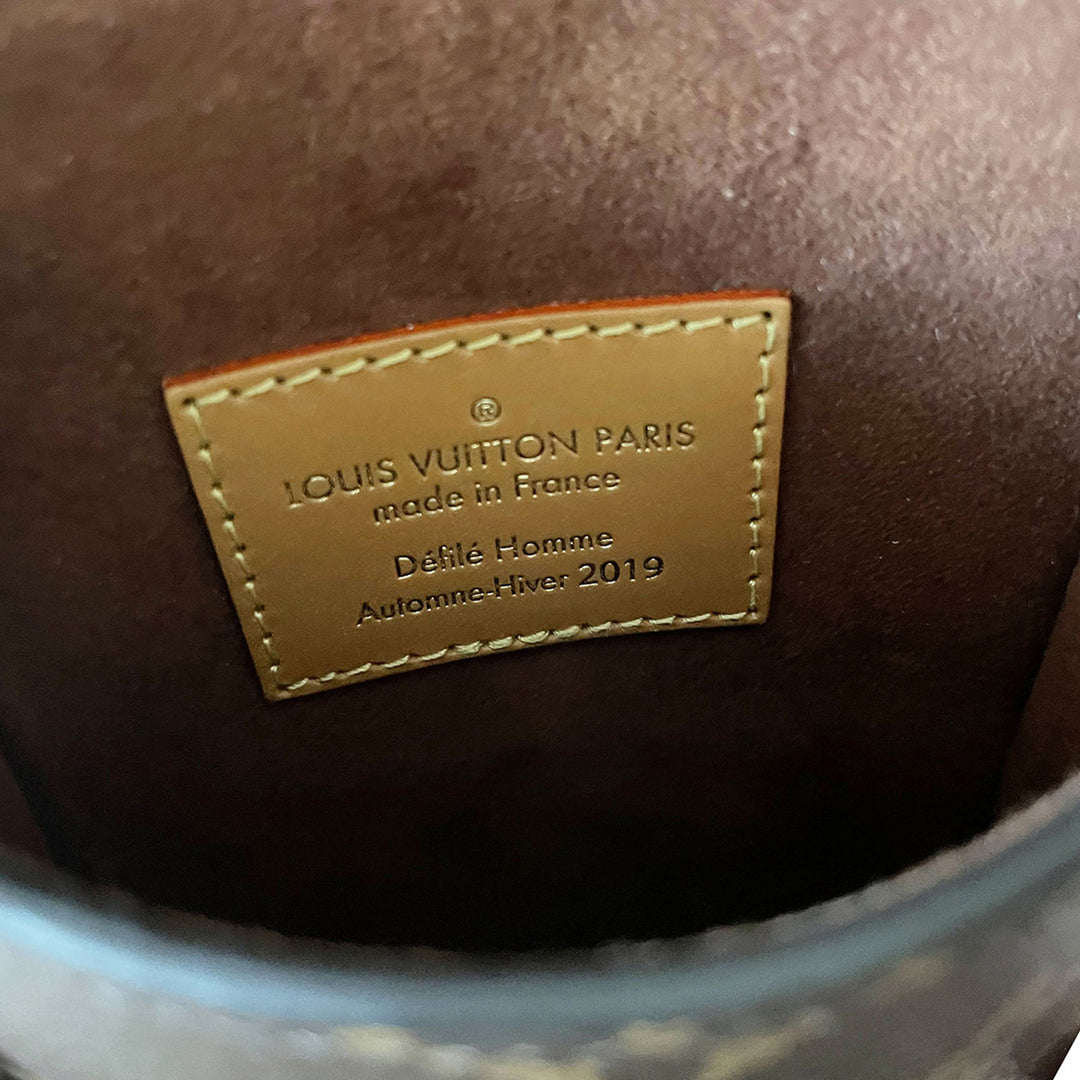 ®
LOUIS VUITTON PARIS
made in France
Défilé Homme
Automne-Hiver 2019